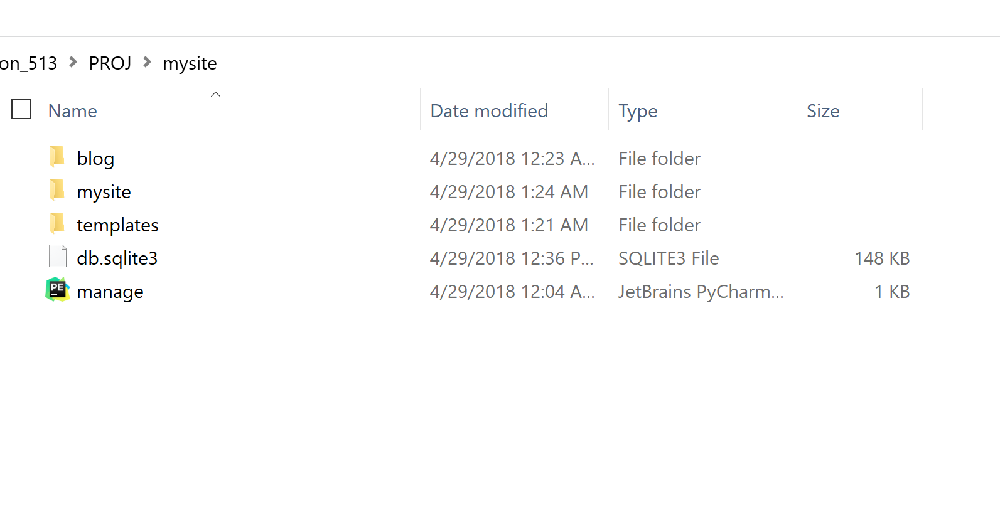 on_513 PROJ mysite
Name Date modified Type Size
blog 4/29/2018 12:23 A... File folder
mysite 4/29/2018 1:24 AM File folder
templates 4/29/2018 1:21 AM File folder
db.sqlite3 4/29/2018 12:36 P... SQLITE3 File 148 KB
PE manage 4/29/2018 12:04 A... JetBrains PyCharm... 1 KB